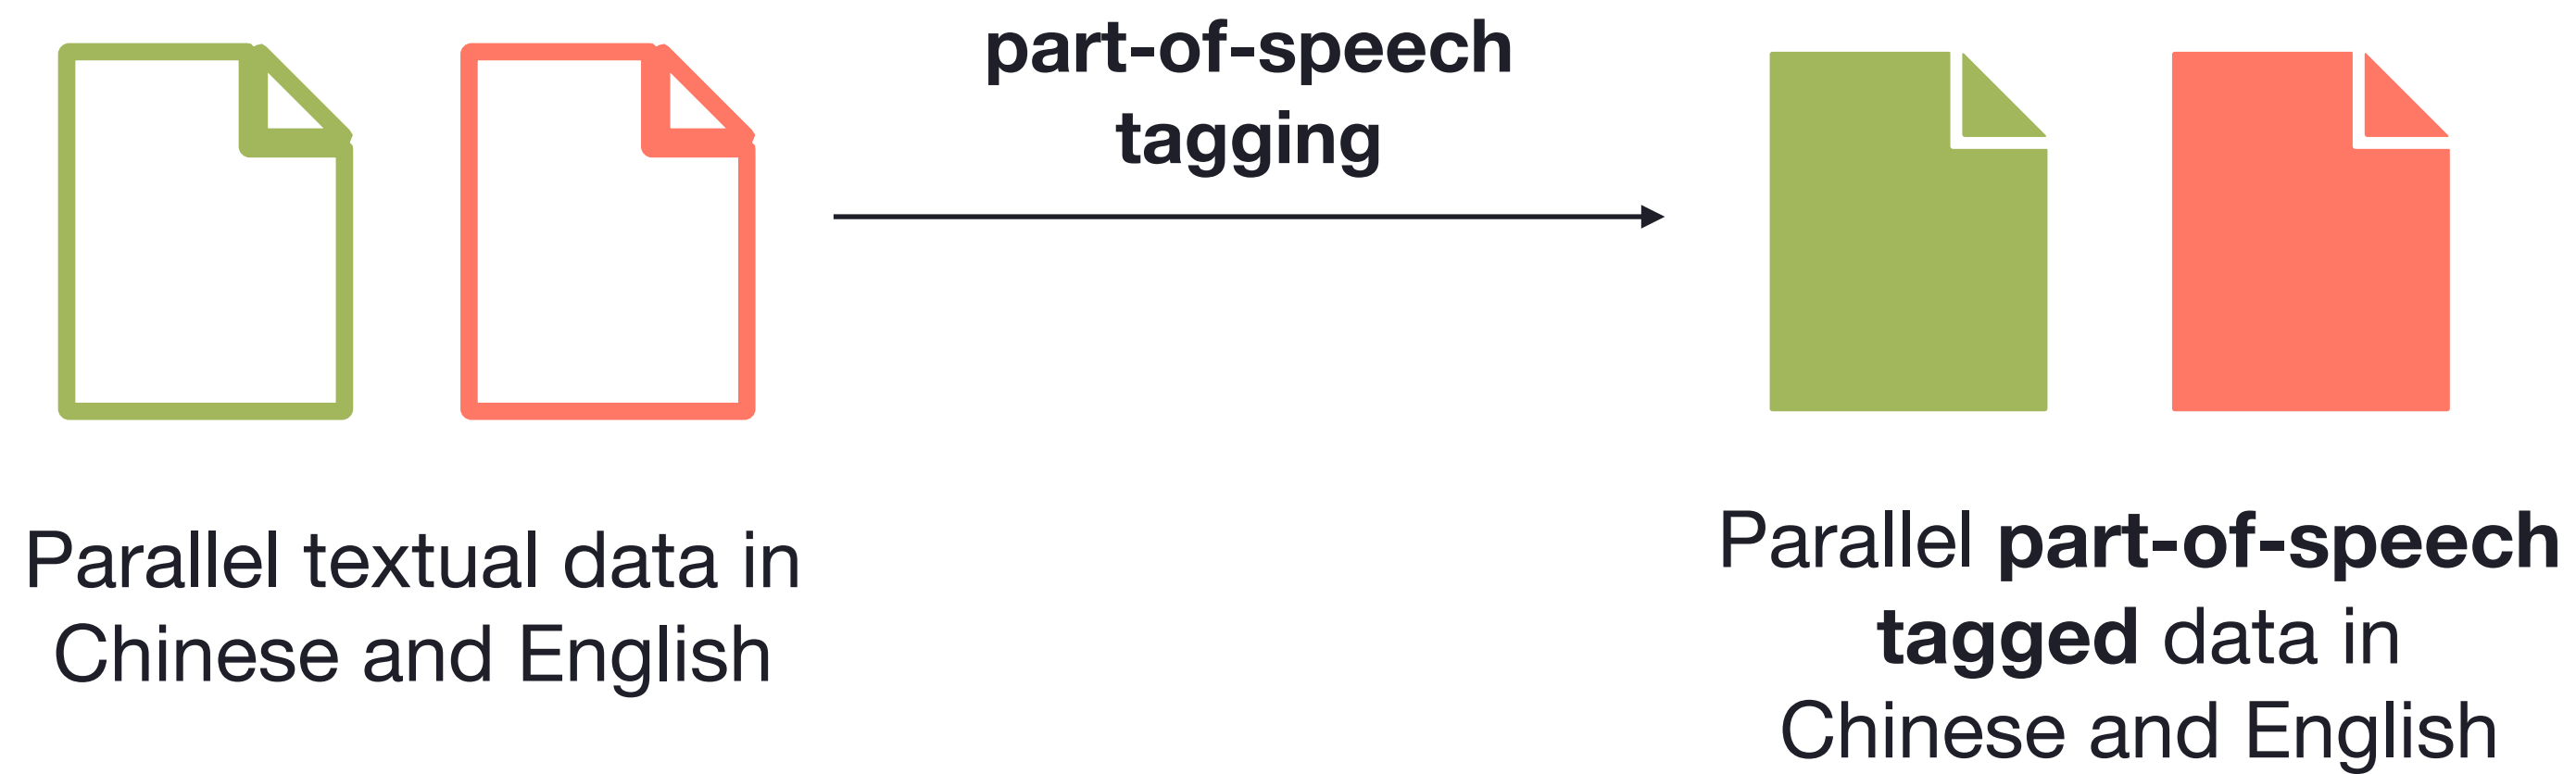 part-of-speech
tagging
Parallel textual data in
Chinese and English
Parallel part-of-speech
tagged data in
Chinese and English